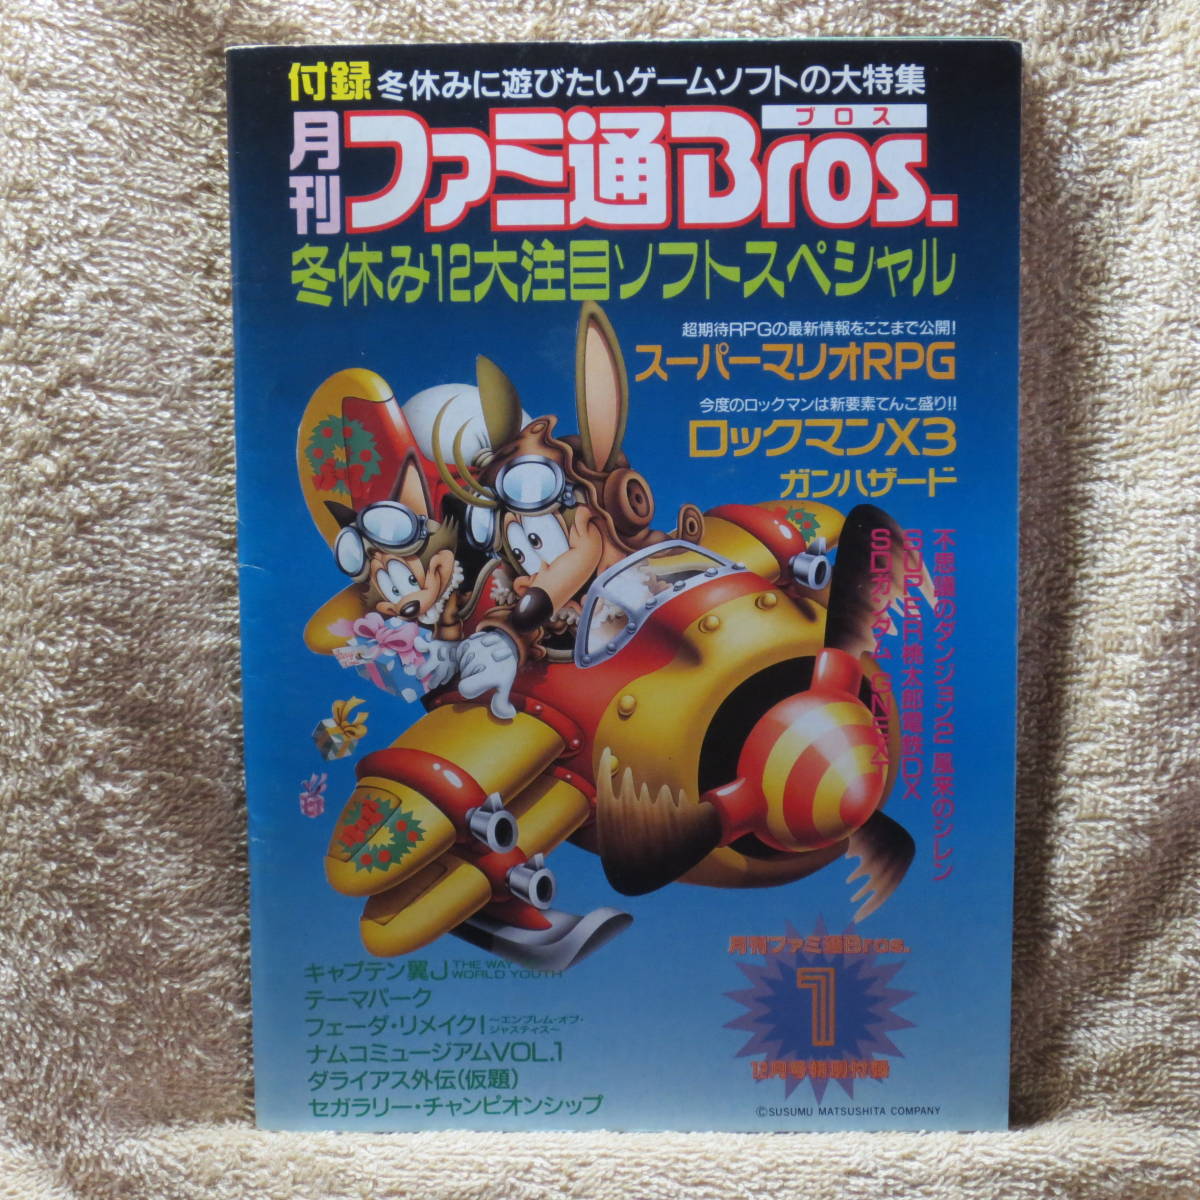 付録 冬休みに遊びたいゲームソフトの大特集
月刊ファミ通Bros.
ブロス
冬休み12大注目ソフトスペシャル
超期待RPGの最新情報をここまで公開!
スーパーマリオRPG
今度のロックマンは新要素てんこ盛り!!
ロックマンX3
ガンハザード
不思議のダンジョン2 風来のシレン
SUPER桃太郎電鉄DX
SDガンダム GNEXT
キャプテン翼J THE WAY WORLD YOUTH
テーマパーク
フェーダ・リメイク! 〜エンブレム・オブ・ジャスティス〜
ナムコミュージアムVOL.1
ダライアス外伝(仮題)
セガラリー・チャンピオンシップ
月刊ファミ通Bros.
1
月号特別付録
©SUSUMU MATSUSHITA COMPANY